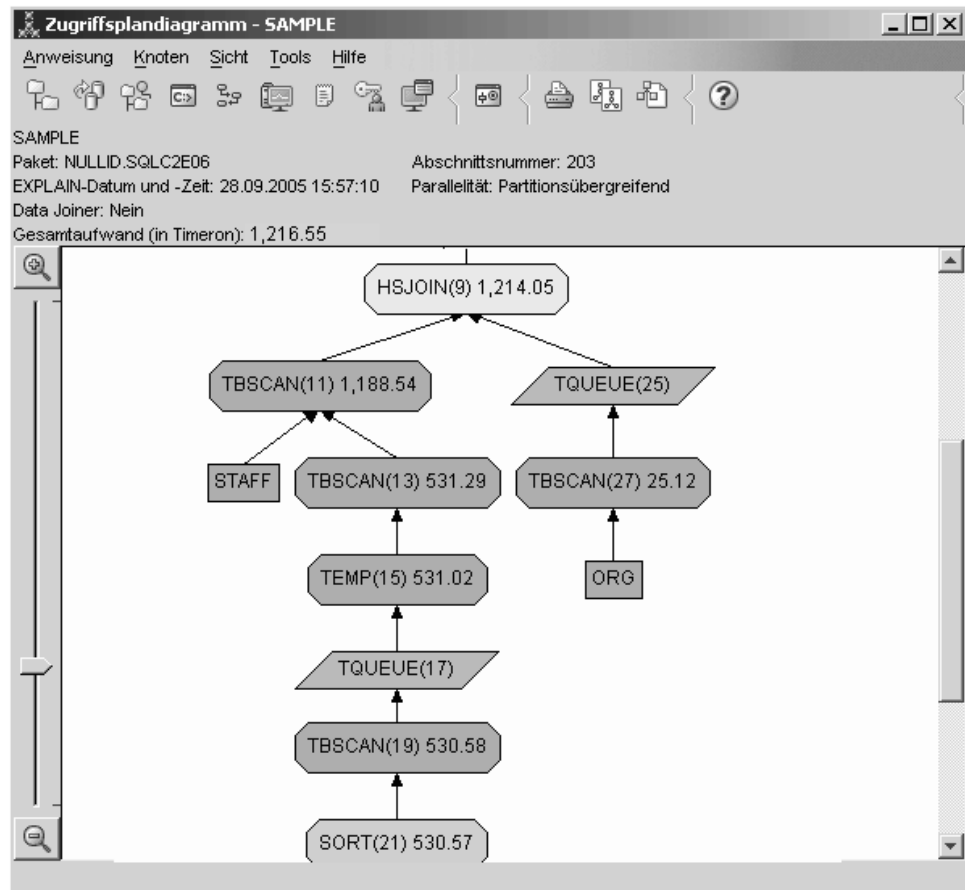 Zugriffsplandiagramm - SAMPLE
Anweisung Knoten Sicht Tools Hilfe
C:>
SAMPLE
Paket: NULLID.SQLC2E06 Abschnittsnummer: 203
EXPLAIN-Datum und -Zeit: 28.09.2005 15:57:10 Parallelität: Partitionsübergreifend
Data Joiner: Nein
Gesamtaufwand (in Timeron): 1,216.55
HSJOIN(9) 1,214.05
TBSCAN(11) 1,188.54 TQUEUE(25)
STAFF TBSCAN(13) 531.29 TBSCAN(27) 25.12
TEMP(15) 531.02 ORG
TQUEUE(17)
TBSCAN(19) 530.58
SORT(21) 530.57